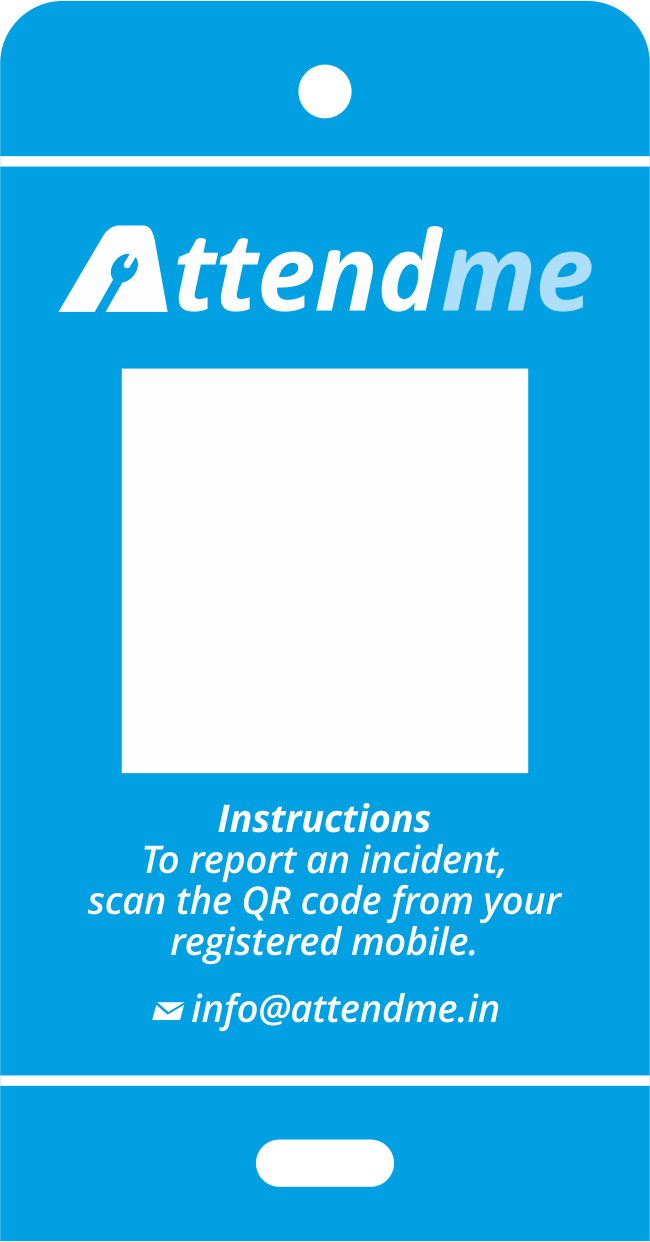 Attendme
Instructions
To report an incident,
scan the QR code from your
registered mobile.
info@attendme.in